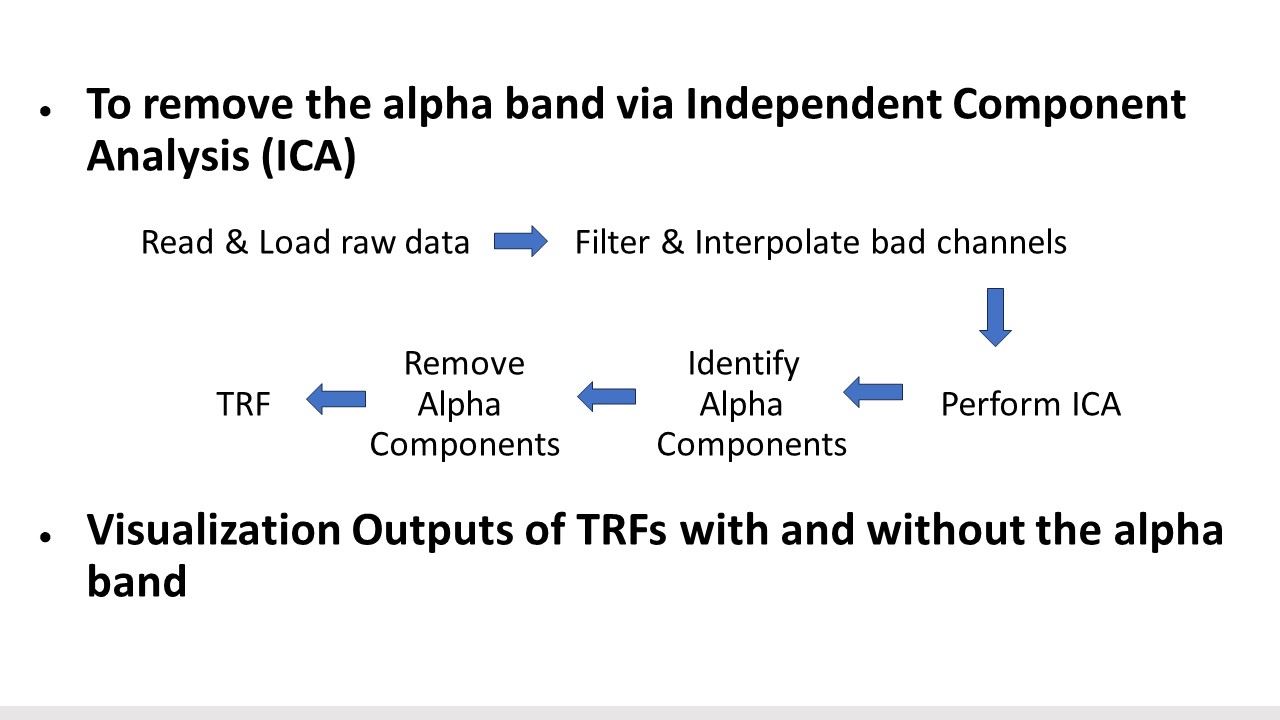 • To remove the alpha band via Independent Component
Analysis (ICA)
Read & Load raw data
Filter & Interpolate bad channels
Perform ICA
Identify
Alpha
Components
Remove
Alpha
Components
TRF
• Visualization Outputs of TRFs with and without the alpha
band